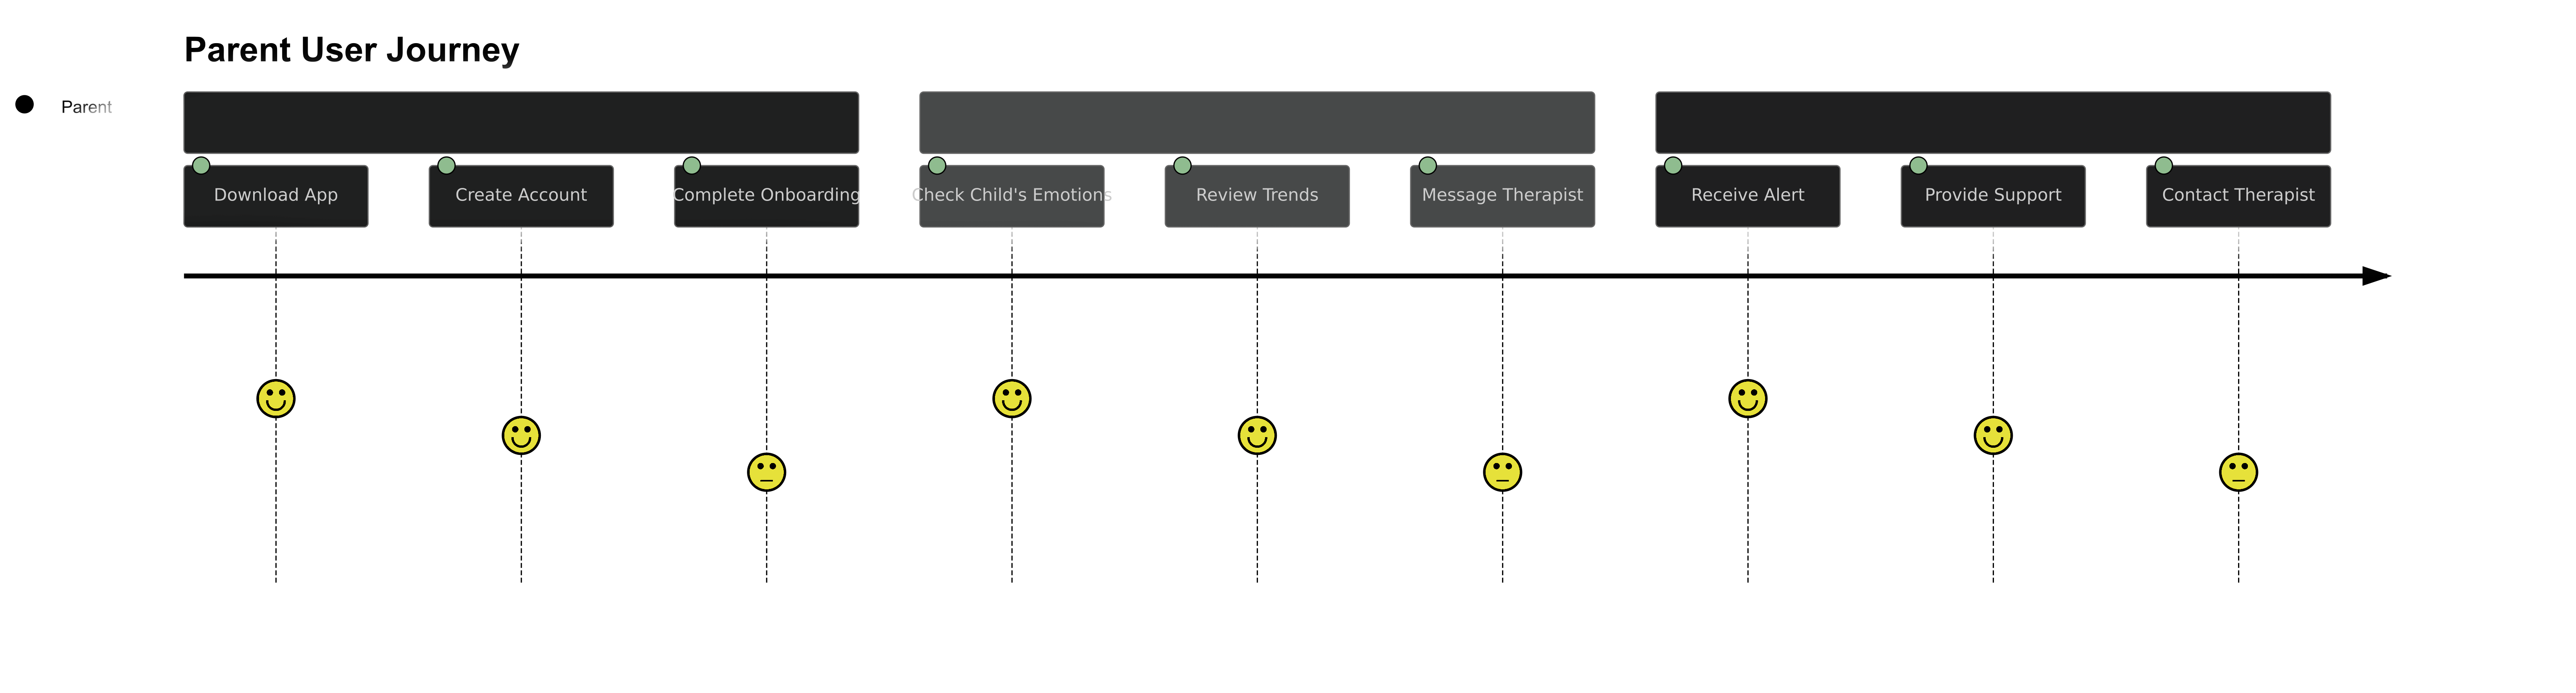 Parent User Journey
Parent
Download App
Create Account
Complete Onboarding
Check Child's Emotions
Review Trends
Message Therapist
Receive Alert
Provide Support
Contact Therapist